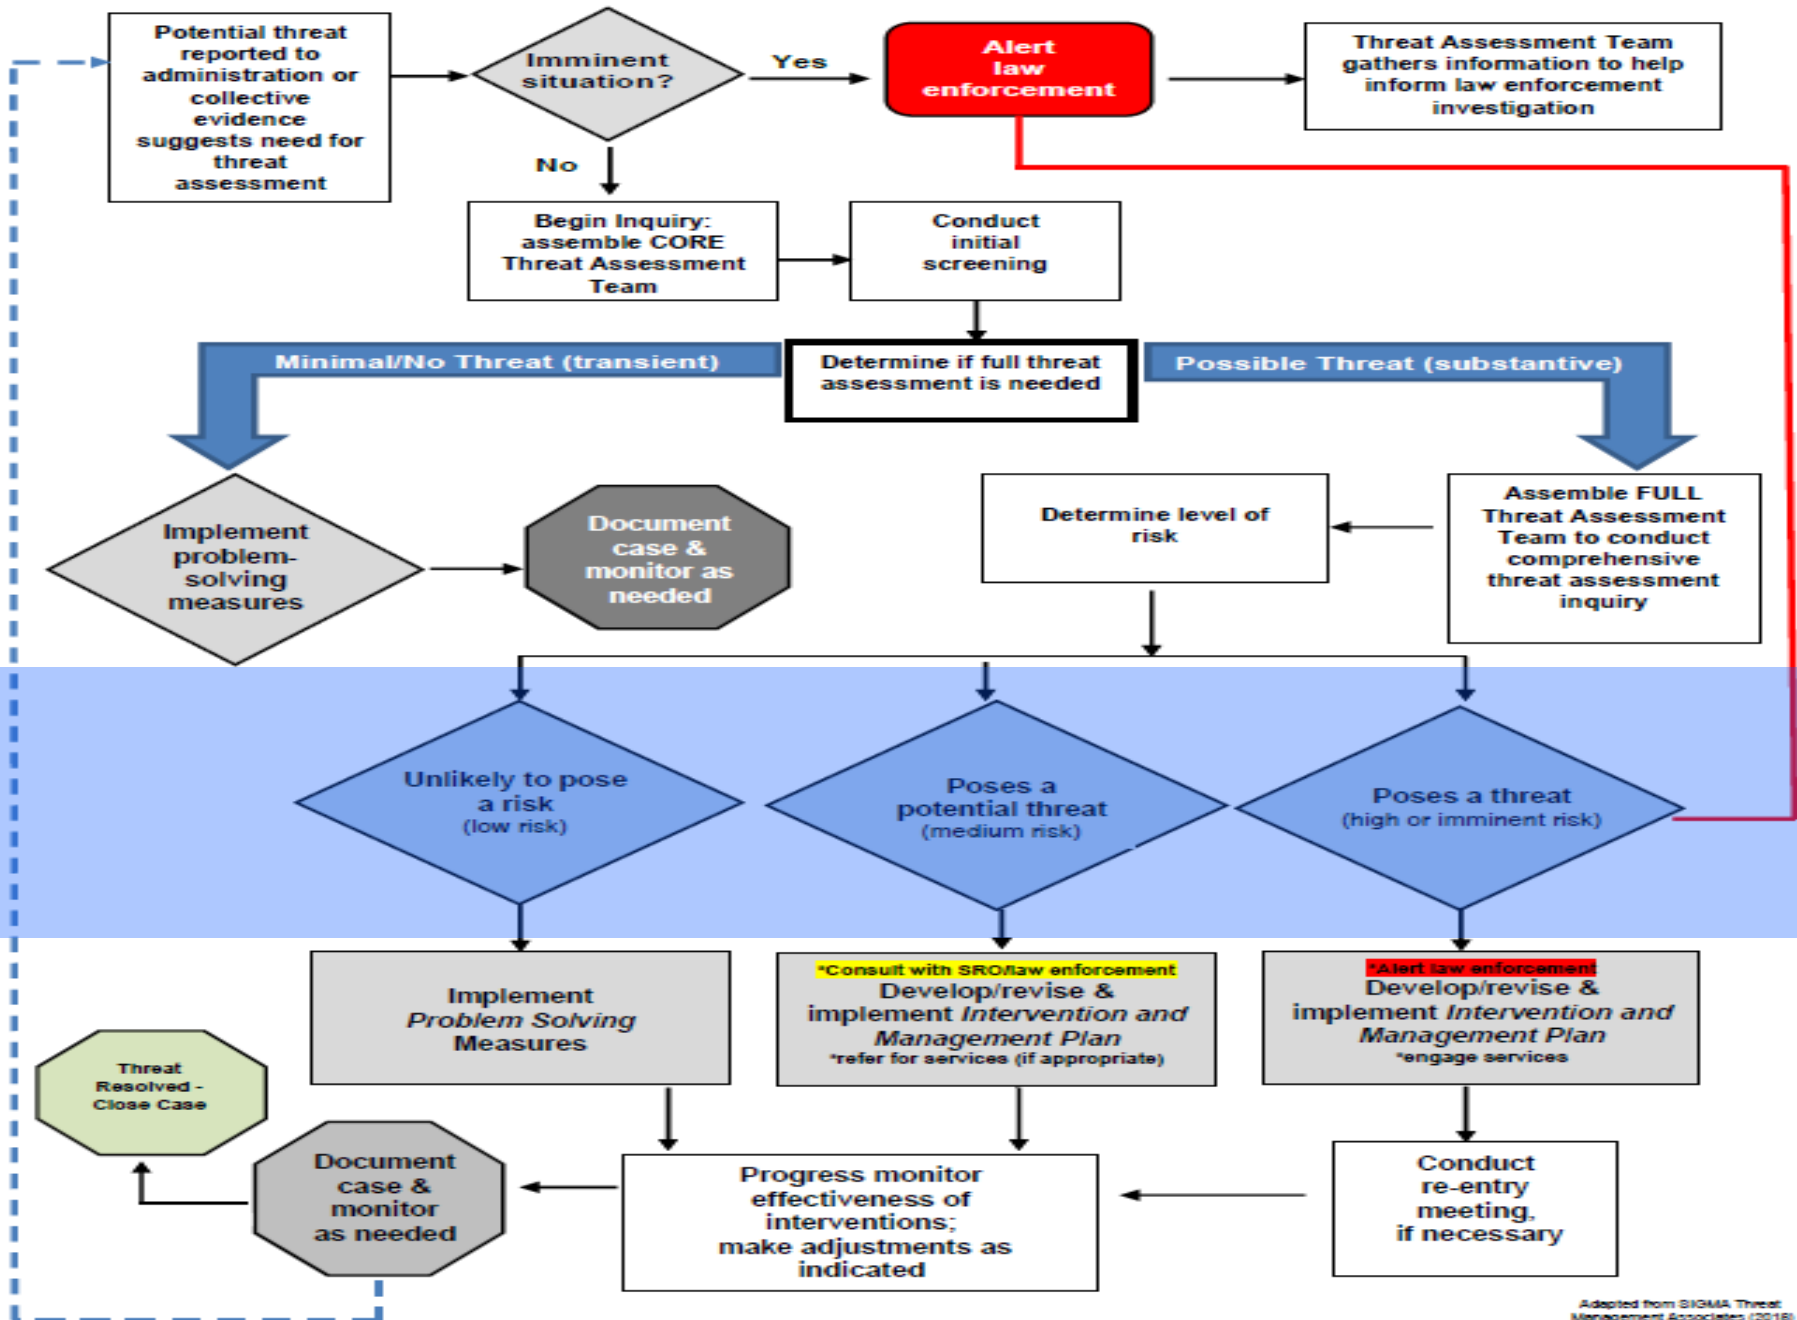 Potential threat
reported to
administration or
collective
evidence
suggests need for
threat
assessment
Imminent
situation?
Yes
Alert
law
enforcement
Threat Assessment Team
gathers information to help
inform law enforcement
investigation
No
Begin Inquiry:
assemble CORE
Threat Assessment
Team
Conduct
initial
screening
Minimal/No Threat (transient)
Determine if full threat
assessment is needed
Possible Threat (substantive)
Implement
problem-
solving
measures
Document
case &
monitor as
needed
Determine level of
risk
Assemble FULL
Threat Assessment
Team to conduct
comprehensive
threat assessment
inquiry
Unlikely to pose
a risk
(low risk)
Poses a
potential threat
(medium risk)
Poses a threat
(high or imminent risk)
Implement
Problem Solving
Measures
*Consult with SRO/law enforcement
Develop/revise &
implement Intervention and
Management Plan
*refer for services (if appropriate)
*Alert law enforcement
Develop/revise &
implement Intervention and
Management Plan
*engage services
Threat
Resolved -
Close Case
Document
case &
monitor
as needed
Progress monitor
effectiveness of
interventions;
make adjustments as
indicated
Conduct
re-entry
meeting,
if necessary
Adapted from SIGMA Threat
Management Associates (2016)